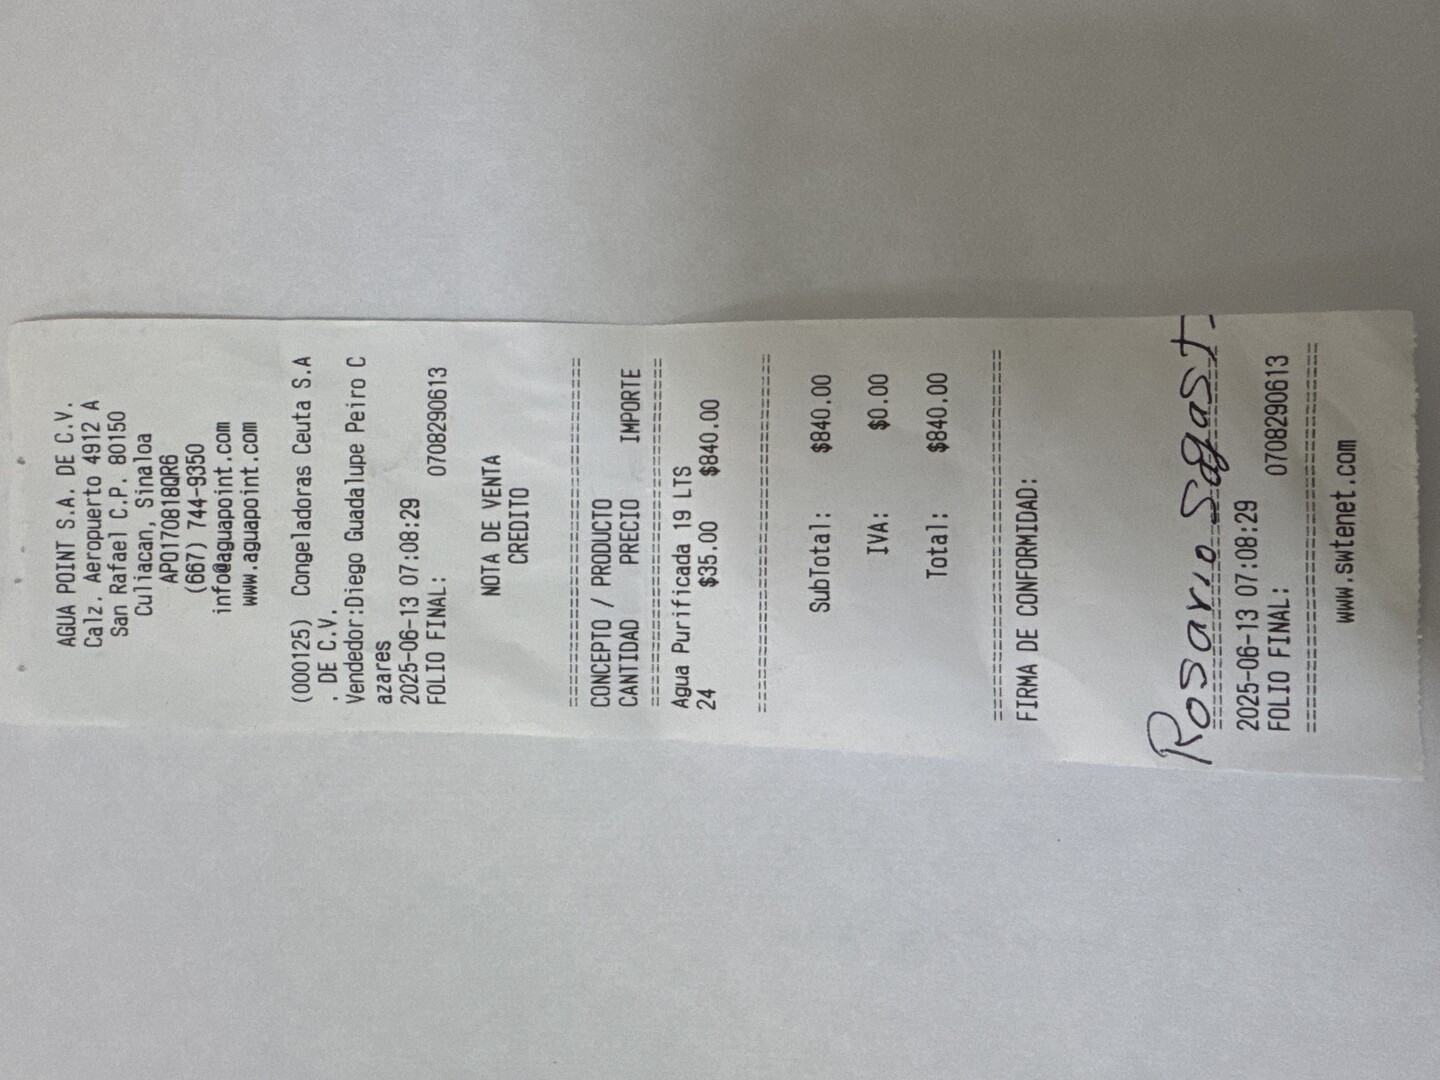 AGUA POINT S.A. DE C.V.
Calz. Aeropuerto 4912 A
San Rafael C.P. 80150
Culiacan, Sinaloa
APO170818QR6
(667) 744-9350
info@aguapoint.com
www.aguapoint.com
(000125) Congeladoras Ceuta S.A
. DE C.V.
Vendedor:Diego Guadalupe Peiro C
azares
2025-06-13 07:08:29
FOLIO FINAL: 0708290613
NOTA DE VENTA
CREDITO
================================
CONCEPTO / PRODUCTO
CANTIDAD PRECIO IMPORTE
================================
Agua Purificada 19 LTS
24 $35.00 $840.00
================================
SubTotal: $840.00
IVA: $0.00
Total: $840.00
================================
FIRMA DE CONFORMIDAD:
Rosario Sagast
================================
2025-06-13 07:08:29
FOLIO FINAL: 0708290613
================================
www.swtenet.com